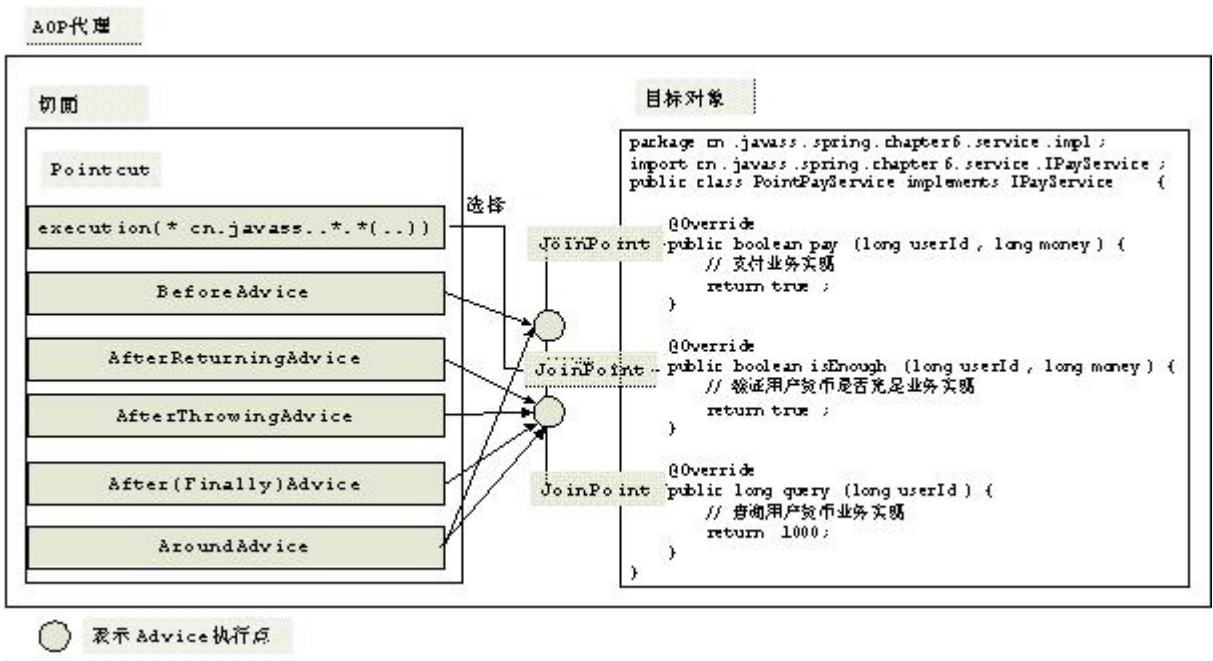 AOP代理
切面
Pointcut
execution(* cn.javass..*.*(..))
BeforeAdvice
AfterReturningAdvice
AfterThrowingAdvice
After(Finally)Advice
AroundAdvice
选择
JoinPoint
JoinPoint
JoinPoint
目标对象
package cn.javass.spring.chapter6.service.impl;
import cn.javass.spring.chapter6.service.IPayService;
public class PointPayService implements IPayService {
@Override
public boolean pay (long userId, long money) {
// 支付业务实现
return true ;
}
@Override
public boolean isEnough (long userId, long money) {
// 验证用户货币是否充足业务实现
return true ;
}
@Override
public long query (long userId) {
// 查询用户货币业务实现
return 1000;
}
}
表示Advice执行点